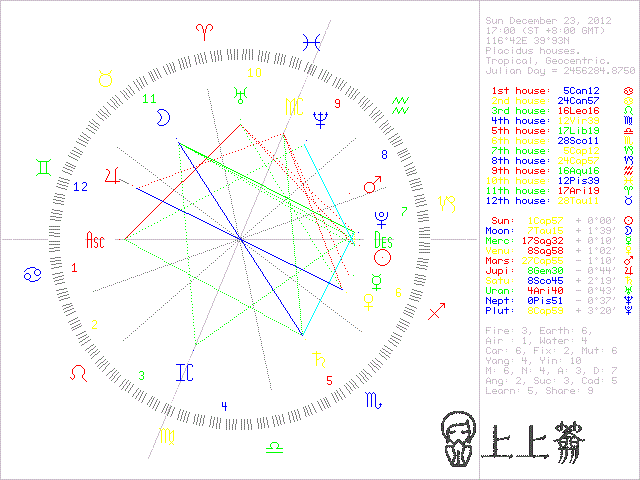 Sun December 23, 2012
17:00 (ST +8:00 GMT)
116°42E 39°93N
Placidus houses.
Tropical, Geocentric.
Julian Day = 2456284.8750
1st house: 5Can12
2nd house: 24Can57
3rd house: 16Leo16
4th house: 12Vir39
5th house: 17Lib19
6th house: 28Sco11
7th house: 5Cap12
8th house: 24Cap57
9th house: 16Aqu16
10th house: 12Pis39
11th house: 17Ari19
12th house: 28Tau11
Sun: 1Cap57 + 0°00'
Moon: 7Tau16 + 1°39'
Merc: 17Sag32 + 0°10'
Venu: 8Sag58 + 1°02'
Mars: - 1°10'
Jupi: 8Gem30 - 0°44'
Satu: 8Sco45 + 2°19'
Uran: 4Ari40 - 0°43'
Nept: 0Pis51 - 0°37'
Plut: 8Cap59 + 3°20'
Fire: 3, Earth: 6,
Air : 1, Water: 4
Car: 6, Fix: 2, Mut: 6
Yang: 4, Yin: 10
M: 6, N: 4, A: 3, D: 7
Ang: 2, Suc: 3, Cad: 5
Learn: 5, Share: 9
10
11
MC
9
8
12
Asc
7
Des
1
6
2
3
IC
4
5
上上籤